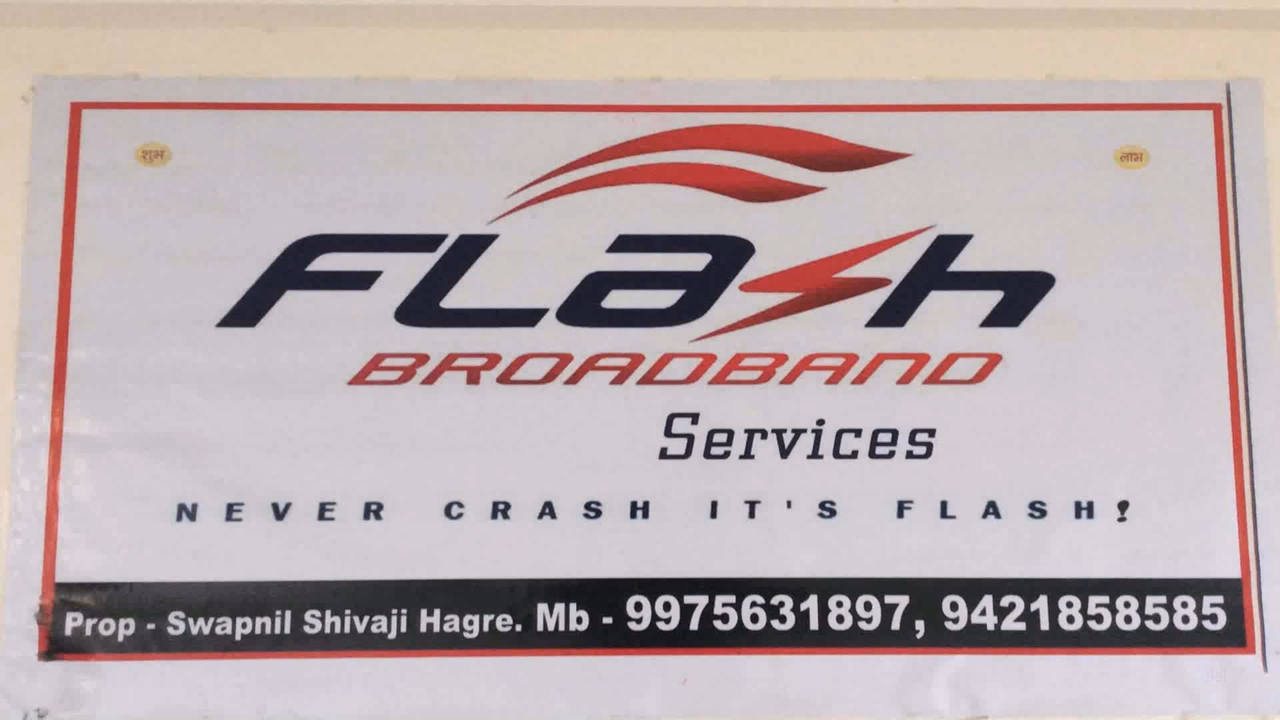 शुभ
लाभ
FLash
BROADBAND
Services
NEVER CRASH IT'S FLASH!
Prop - Swapnil Shivaji Hagre. Mb - 9975631897, 9421858585